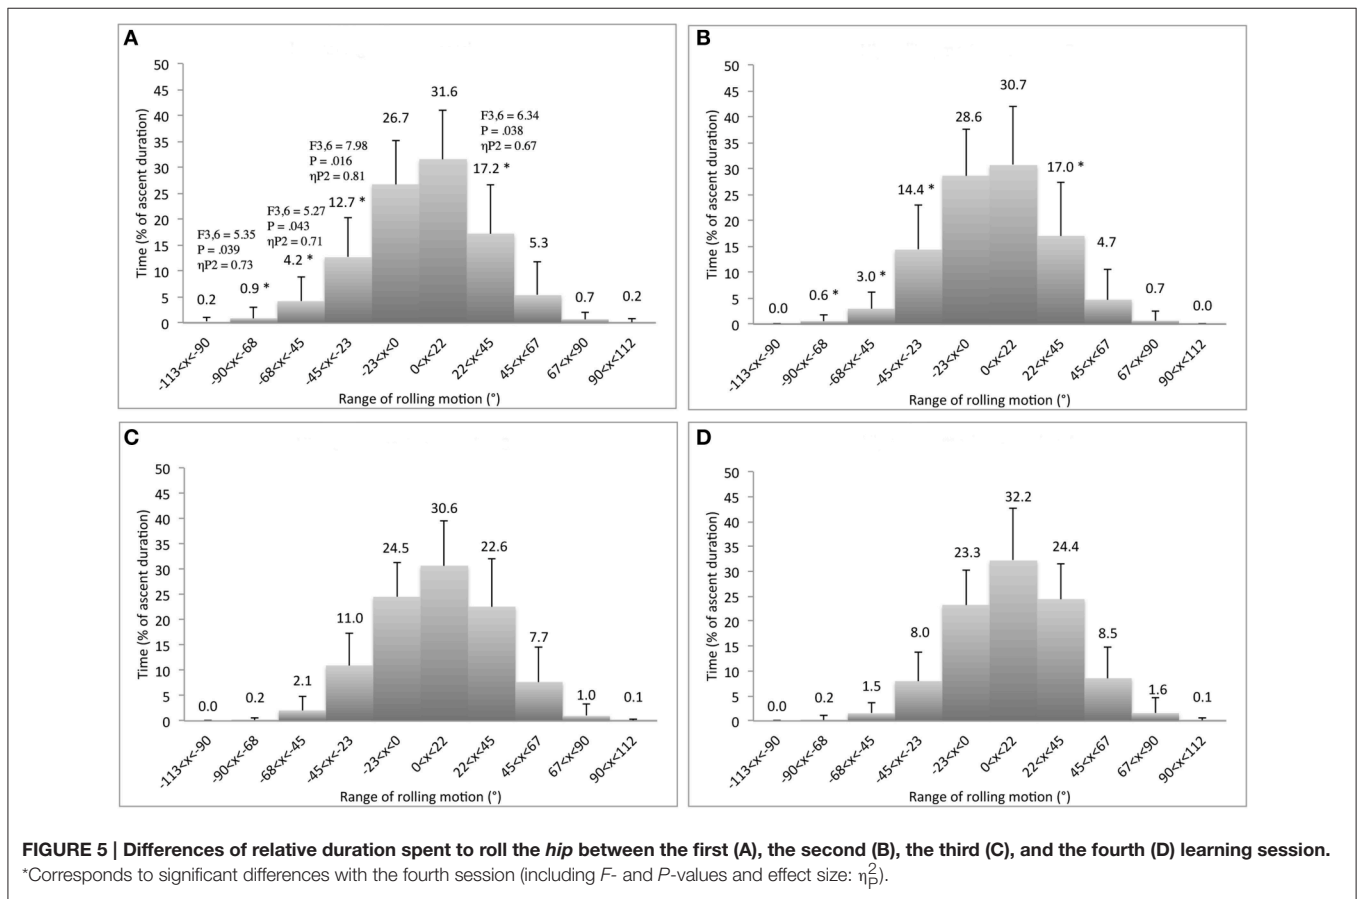 A
50
45
40
35
30
25
20
15
10
5
0
Time (% of ascent duration)
F3,6 = 5.35
P = .039
ηP2 = 0.73
F3,6 = 5.27
P = .043
ηP2 = 0.71
F3,6 = 7.98
P = .016
ηP2 = 0.81
F3,6 = 6.34
P = .038
ηP2 = 0.67
0.2
0.9 *
4.2 *
12.7 *
26.7
31.6
17.2 *
5.3
0.7
0.2
-113<x<-90
-90<x<-68
-68<x<-45
-45<x<-23
-23<x<0
0<x<22
22<x<45
45<x<67
67<x<90
90<x<112
Range of rolling motion (°)
B
50
45
40
35
30
25
20
15
10
5
0
Time (% of ascent duration)
0.0
0.6 *
3.0 *
14.4 *
28.6
30.7
17.0 *
4.7
0.7
0.0
-113<x<-90
-90<x<-68
-68<x<-45
-45<x<-23
-23<x<0
0<x<22
22<x<45
45<x<67
67<x<90
90<x<112
Range of rolling motion (°)
C
50
45
40
35
30
25
20
15
10
5
0
Time (% of ascent duration)
0.0
0.2
2.1
11.0
24.5
30.6
22.6
7.7
1.0
0.1
-113<x<-90
-90<x<-68
-68<x<-45
-45<x<-23
-23<x<0
0<x<22
22<x<45
45<x<67
67<x<90
90<x<112
Range of rolling motion (°)
D
50
45
40
35
30
25
20
15
10
5
0
Time (% of ascent duration)
0.0
0.2
1.5
8.0
23.3
32.2
24.4
8.5
1.6
0.1
-113<x<-90
-90<x<-68
-68<x<-45
-45<x<-23
-23<x<0
0<x<22
22<x<45
45<x<67
67<x<90
90<x<112
Range of rolling motion (°)
FIGURE 5 | Differences of relative duration spent to roll the hip between the first (A), the second (B), the third (C), and the fourth (D) learning session.
*Corresponds to significant differences with the fourth session (including F- and P-values and effect size: η²P).